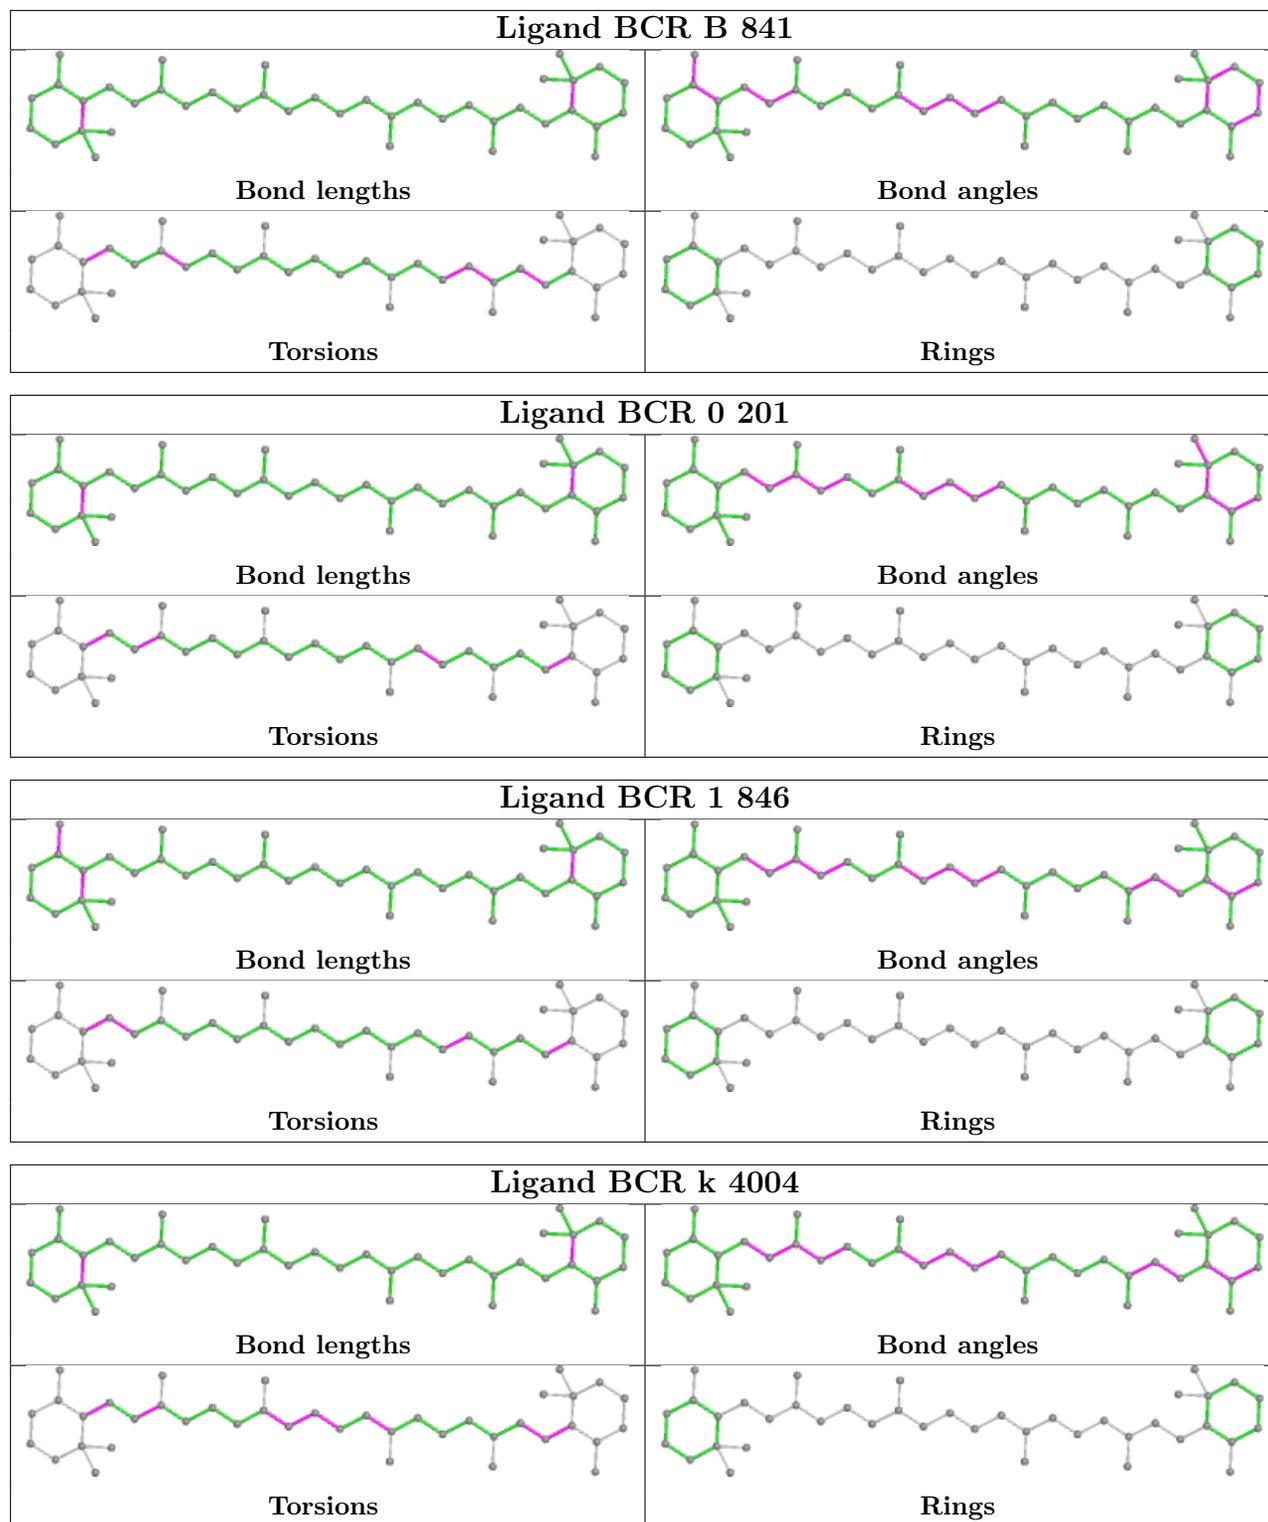 Ligand BCR B 841
Bond lengths
Bond angles
Torsions
Rings
Ligand BCR 0 201
Bond lengths
Bond angles
Torsions
Rings
Ligand BCR 1 846
Bond lengths
Bond angles
Torsions
Rings
Ligand BCR k 4004
Bond lengths
Bond angles
Torsions
Rings